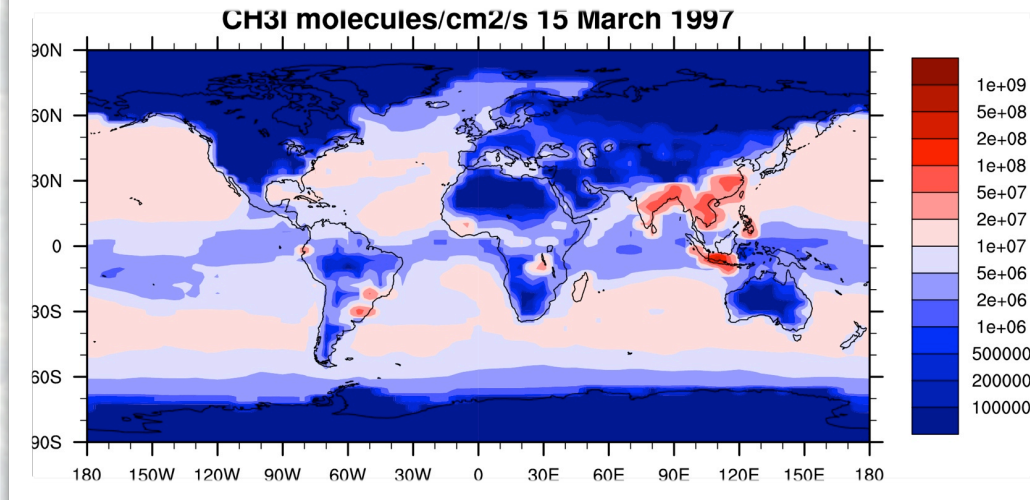 CH3I molecules/cm2/s 15 March 1997
90N
60N
30N
0
30S
60S
90S
180 150W 120W 90W 60W 30W 0 30E 60E 90E 120E 150E 180
1e+09
5e+08
2e+08
1e+08
5e+07
2e+07
1e+07
5e+06
2e+06
1e+06
500000
200000
100000